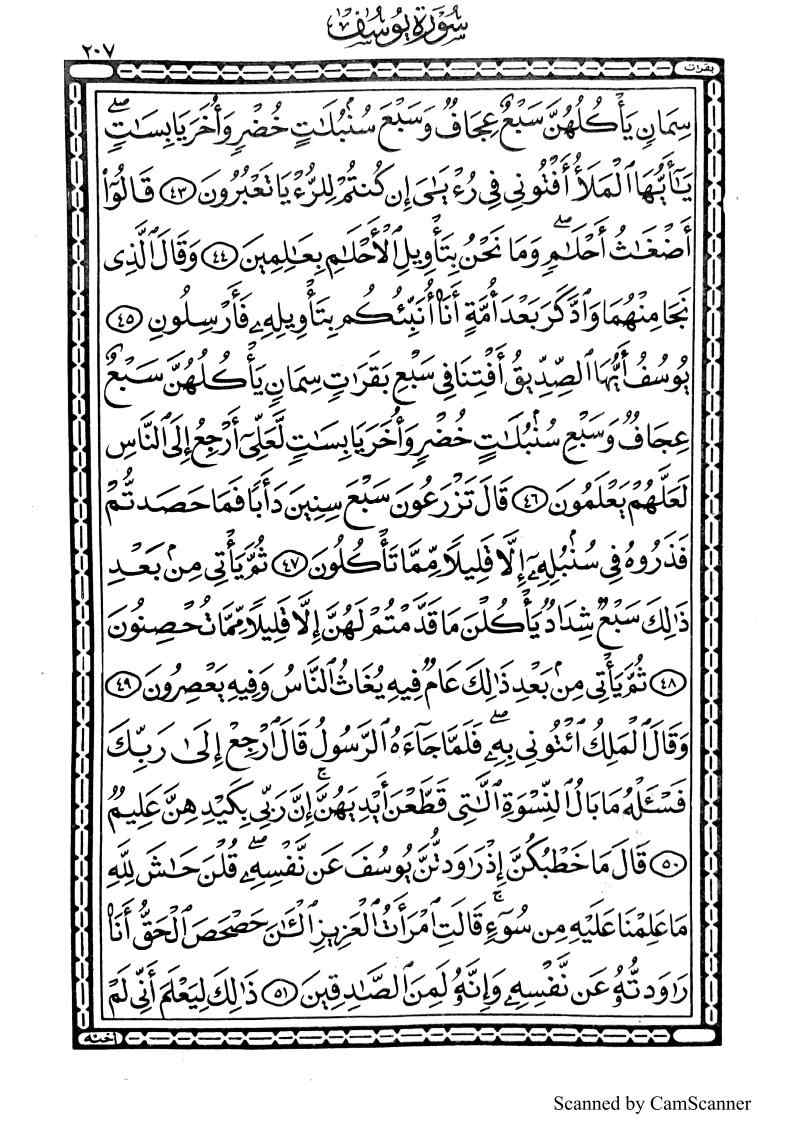 سُورَةُ يُوسُفَ
٢٠٧
بقرات
سِمَانٍ يَأْكُلُهُنَّ سَبْعٌ عِجَافٌ وَسَبْعَ سُنۢبُلَٰتٍ خُضْرٍ وَأُخَرَ يَابِسَٰتٍۖ
يَٰٓأَيُّهَا ٱلْمَلَأُ أَفْتُونِي فِي رُءْيَٰىَ إِن كُنتُمْ لِلرُّءْيَا تَعْبُرُونَ ٤٣ قَالُوٓا۟
أَضْغَٰثُ أَحْلَٰمٍۖ وَمَا نَحْنُ بِتَأْوِيلِ ٱلْأَحْلَٰمِ بِعَٰلِمِينَ ٤٤ وَقَالَ ٱلَّذِى
نَجَا مِنْهُمَا وَٱدَّكَرَ بَعْدَ أُمَّةٍ أَنَا۠ أُنَبِّئُكُم بِتَأْوِيلِهِۦ فَأَرْسِلُونِ ٤٥
يُوسُفُ أَيُّهَا ٱلصِّدِّيقُ أَفْتِنَا فِي سَبْعِ بَقَرَٰتٍ سِمَانٍ يَأْكُلُهُنَّ سَبْعٌ
عِجَافٌ وَسَبْعِ سُنۢبُلَٰتٍ خُضْرٍ وَأُخَرَ يَابِسَٰتٍ لَّعَلِّىٓ أَرْجِعُ إِلَى ٱلنَّاسِ
لَعَلَّهُمْ يَعْلَمُونَ ٤٦ قَالَ تَزْرَعُونَ سَبْعَ سِنِينَ دَأَبًا فَمَا حَصَدتُّمْ
فَذَرُوهُ فِي سُنۢبُلِهِۦٓ إِلَّا قَلِيلًا مِّمَّا تَأْكُلُونَ ٤٧ ثُمَّ يَأْتِي مِنۢ بَعْدِ
ذَٰلِكَ سَبْعٌ شِدَادٌ يَأْكُلْنَ مَا قَدَّمْتُمْ لَهُنَّ إِلَّا قَلِيلًا مِّمَّا تُحْصِنُونَ
٤٨ ثُمَّ يَأْتِي مِنۢ بَعْدِ ذَٰلِكَ عَامٌ فِيهِ يُغَاثُ ٱلنَّاسُ وَفِيهِ يَعْصِرُونَ ٤٩
وَقَالَ ٱلْمَلِكُ ٱئْتُونِي بِهِۦۖ فَلَمَّا جَآءَهُ ٱلرَّسُولُ قَالَ ٱرْجِعْ إِلَىٰ رَبِّكَ
فَسْـَٔلْهُ مَا بَالُ ٱلنِّسْوَةِ ٱلَّٰتِي قَطَّعْنَ أَيْدِيَهُنَّۚ إِنَّ رَبِّي بِكَيْدِهِنَّ عَلِيمٌ
٥٠ قَالَ مَا خَطْبُكُنَّ إِذْ رَٰوَدتُّنَّ يُوسُفَ عَن نَّفْسِهِۦۖ قُلْنَ حَٰشَ لِلَّهِ
مَا عَلِمْنَا عَلَيْهِ مِن سُوٓءٍۚ قَالَتِ ٱمْرَأَتُ ٱلْعَزِيزِ ٱلْـَٰٔنَ حَصْحَصَ ٱلْحَقُّ أَنَا۠
رَٰوَدتُّهُۥ عَن نَّفْسِهِۦ وَإِنَّهُۥ لَمِنَ ٱلصَّٰدِقِينَ ٥١ ذَٰلِكَ لِيَعْلَمَ أَنِّي لَمْ
أخنه
Scanned by CamScanner